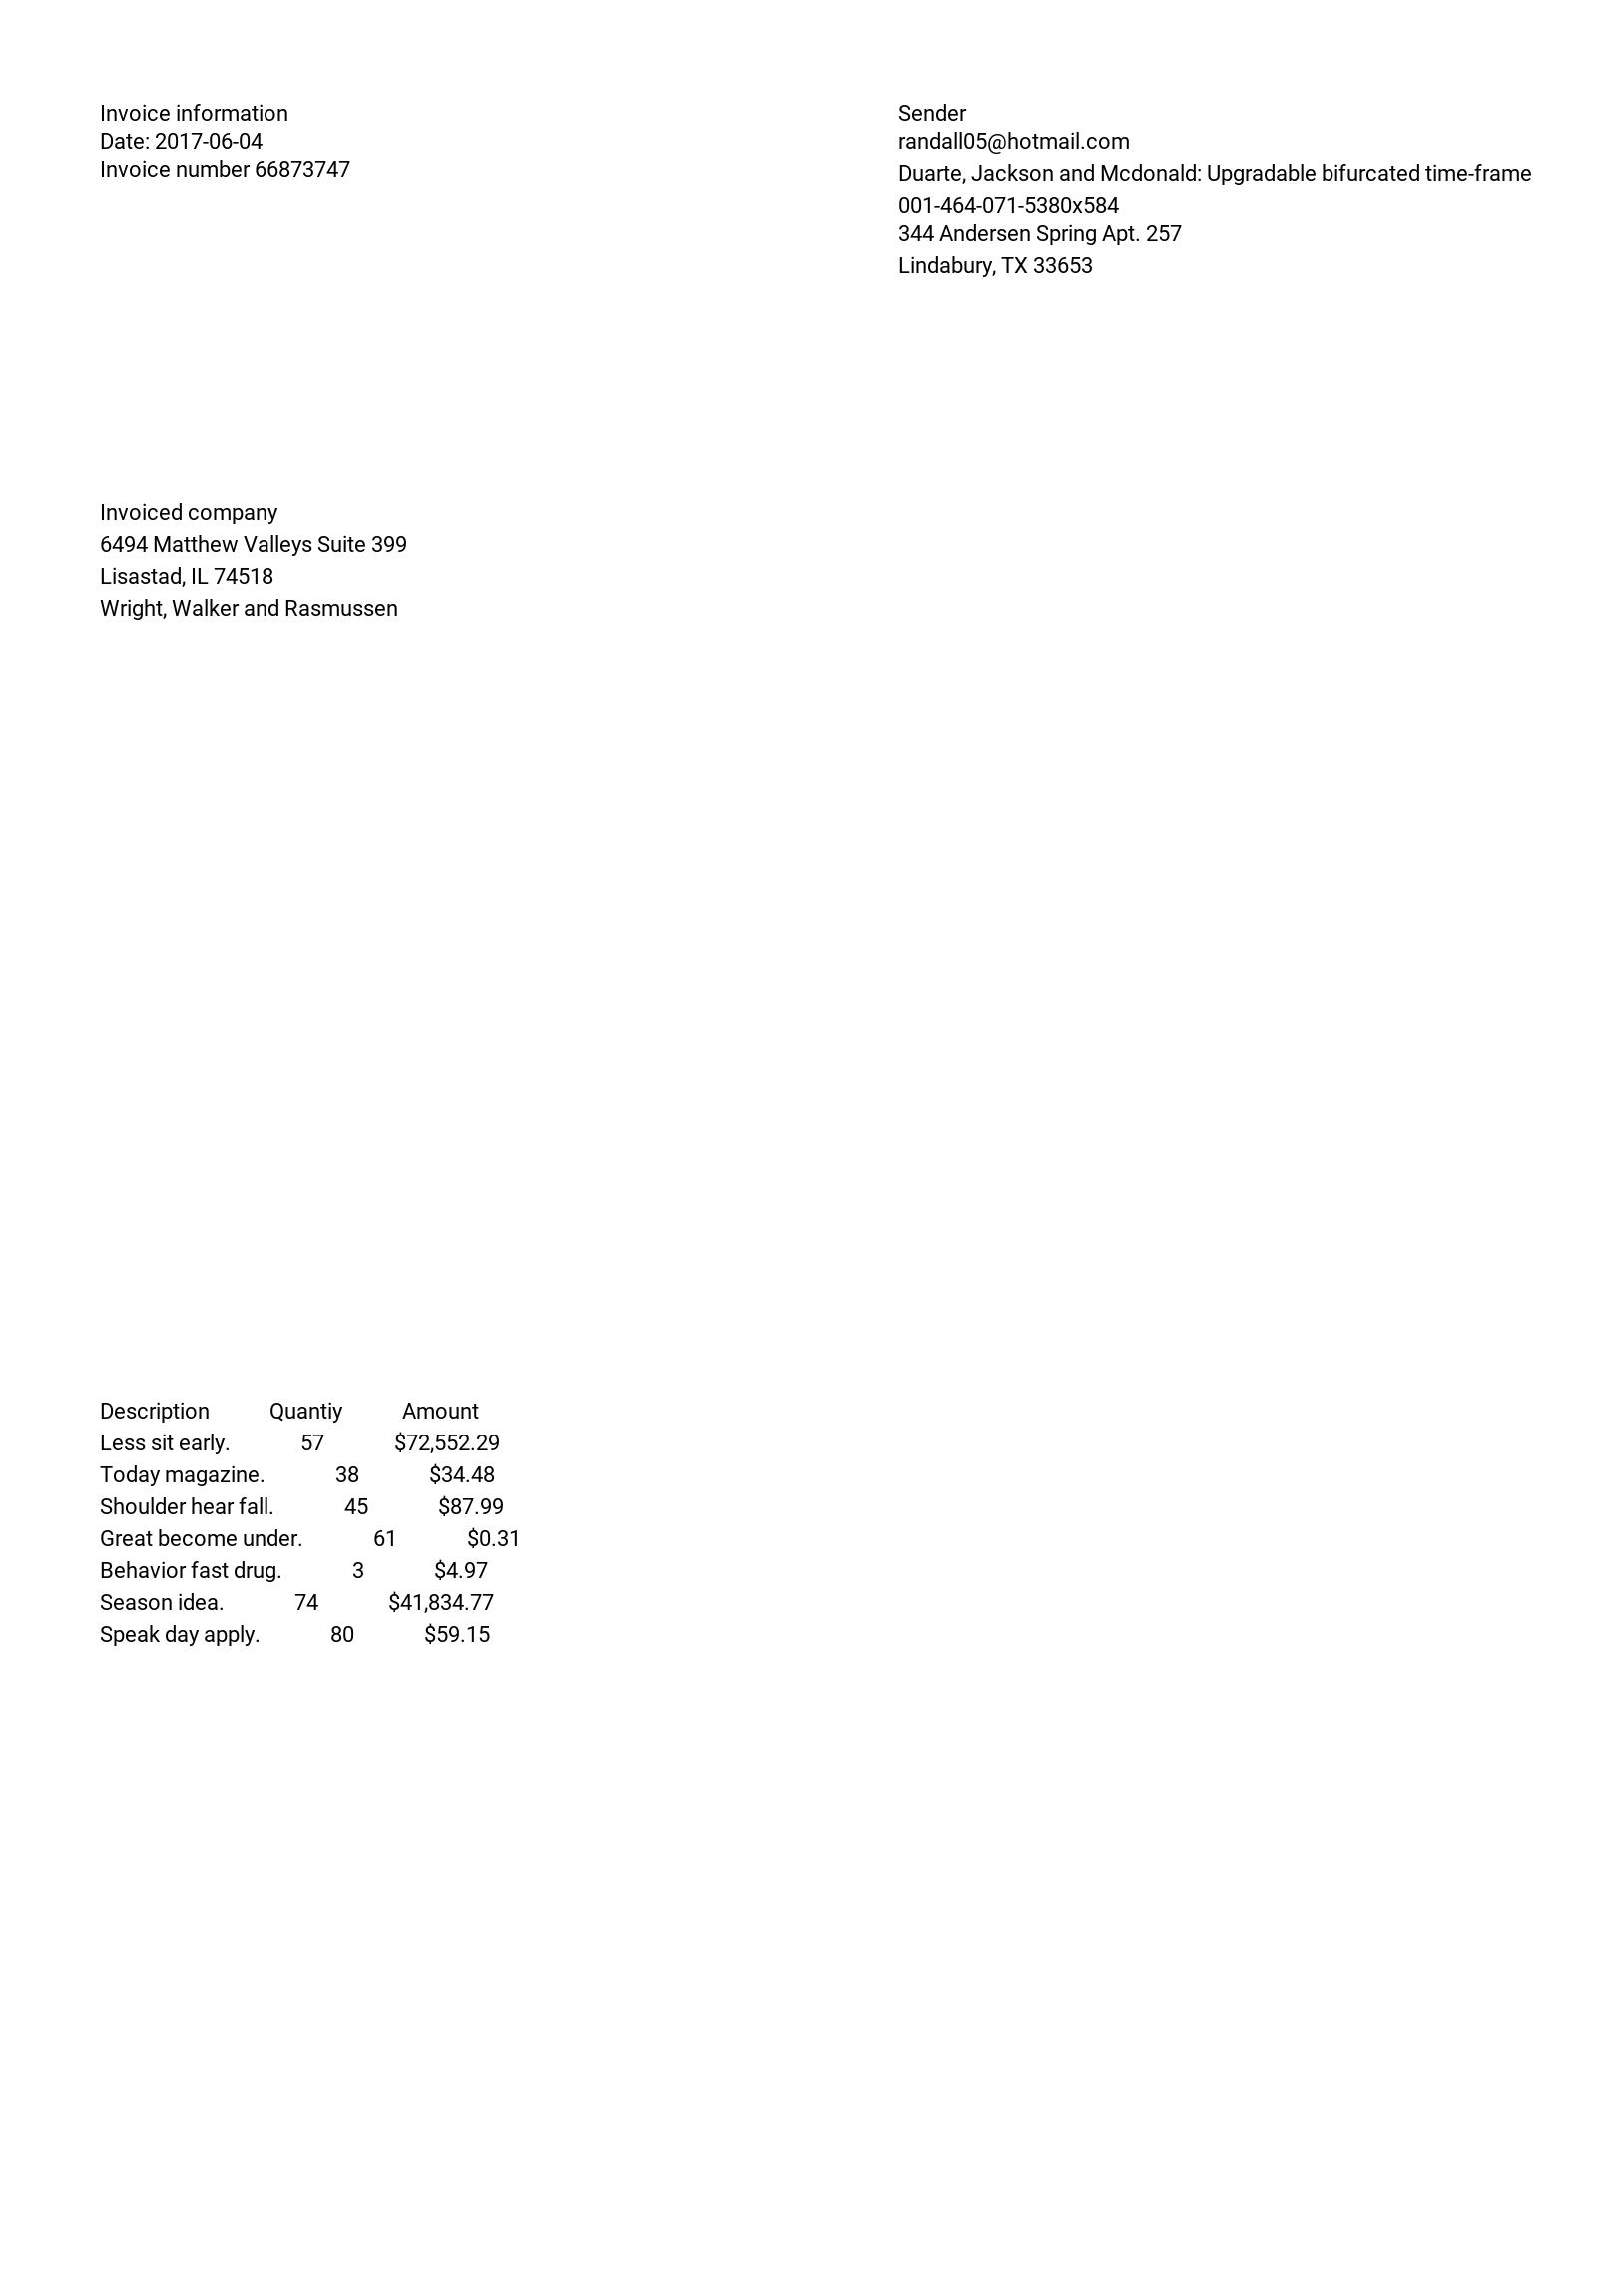 Invoice information
Date: 2017-06-04
Invoice number 66873747
Sender
randall05@hotmail.com
Duarte, Jackson and Mcdonald: Upgradable bifurcated time-frame
001-464-071-5380x584
344 Andersen Spring Apt. 257
Lindabury, TX 33653
Invoiced company
6494 Matthew Valleys Suite 399
Lisastad, IL 74518
Wright, Walker and Rasmussen
Description Quantiy Amount
Less sit early. 57 $72,552.29
Today magazine. 38 $34.48
Shoulder hear fall. 45 $87.99
Great become under. 61 $0.31
Behavior fast drug. 3 $4.97
Season idea. 74 $41,834.77
Speak day apply. 80 $59.15